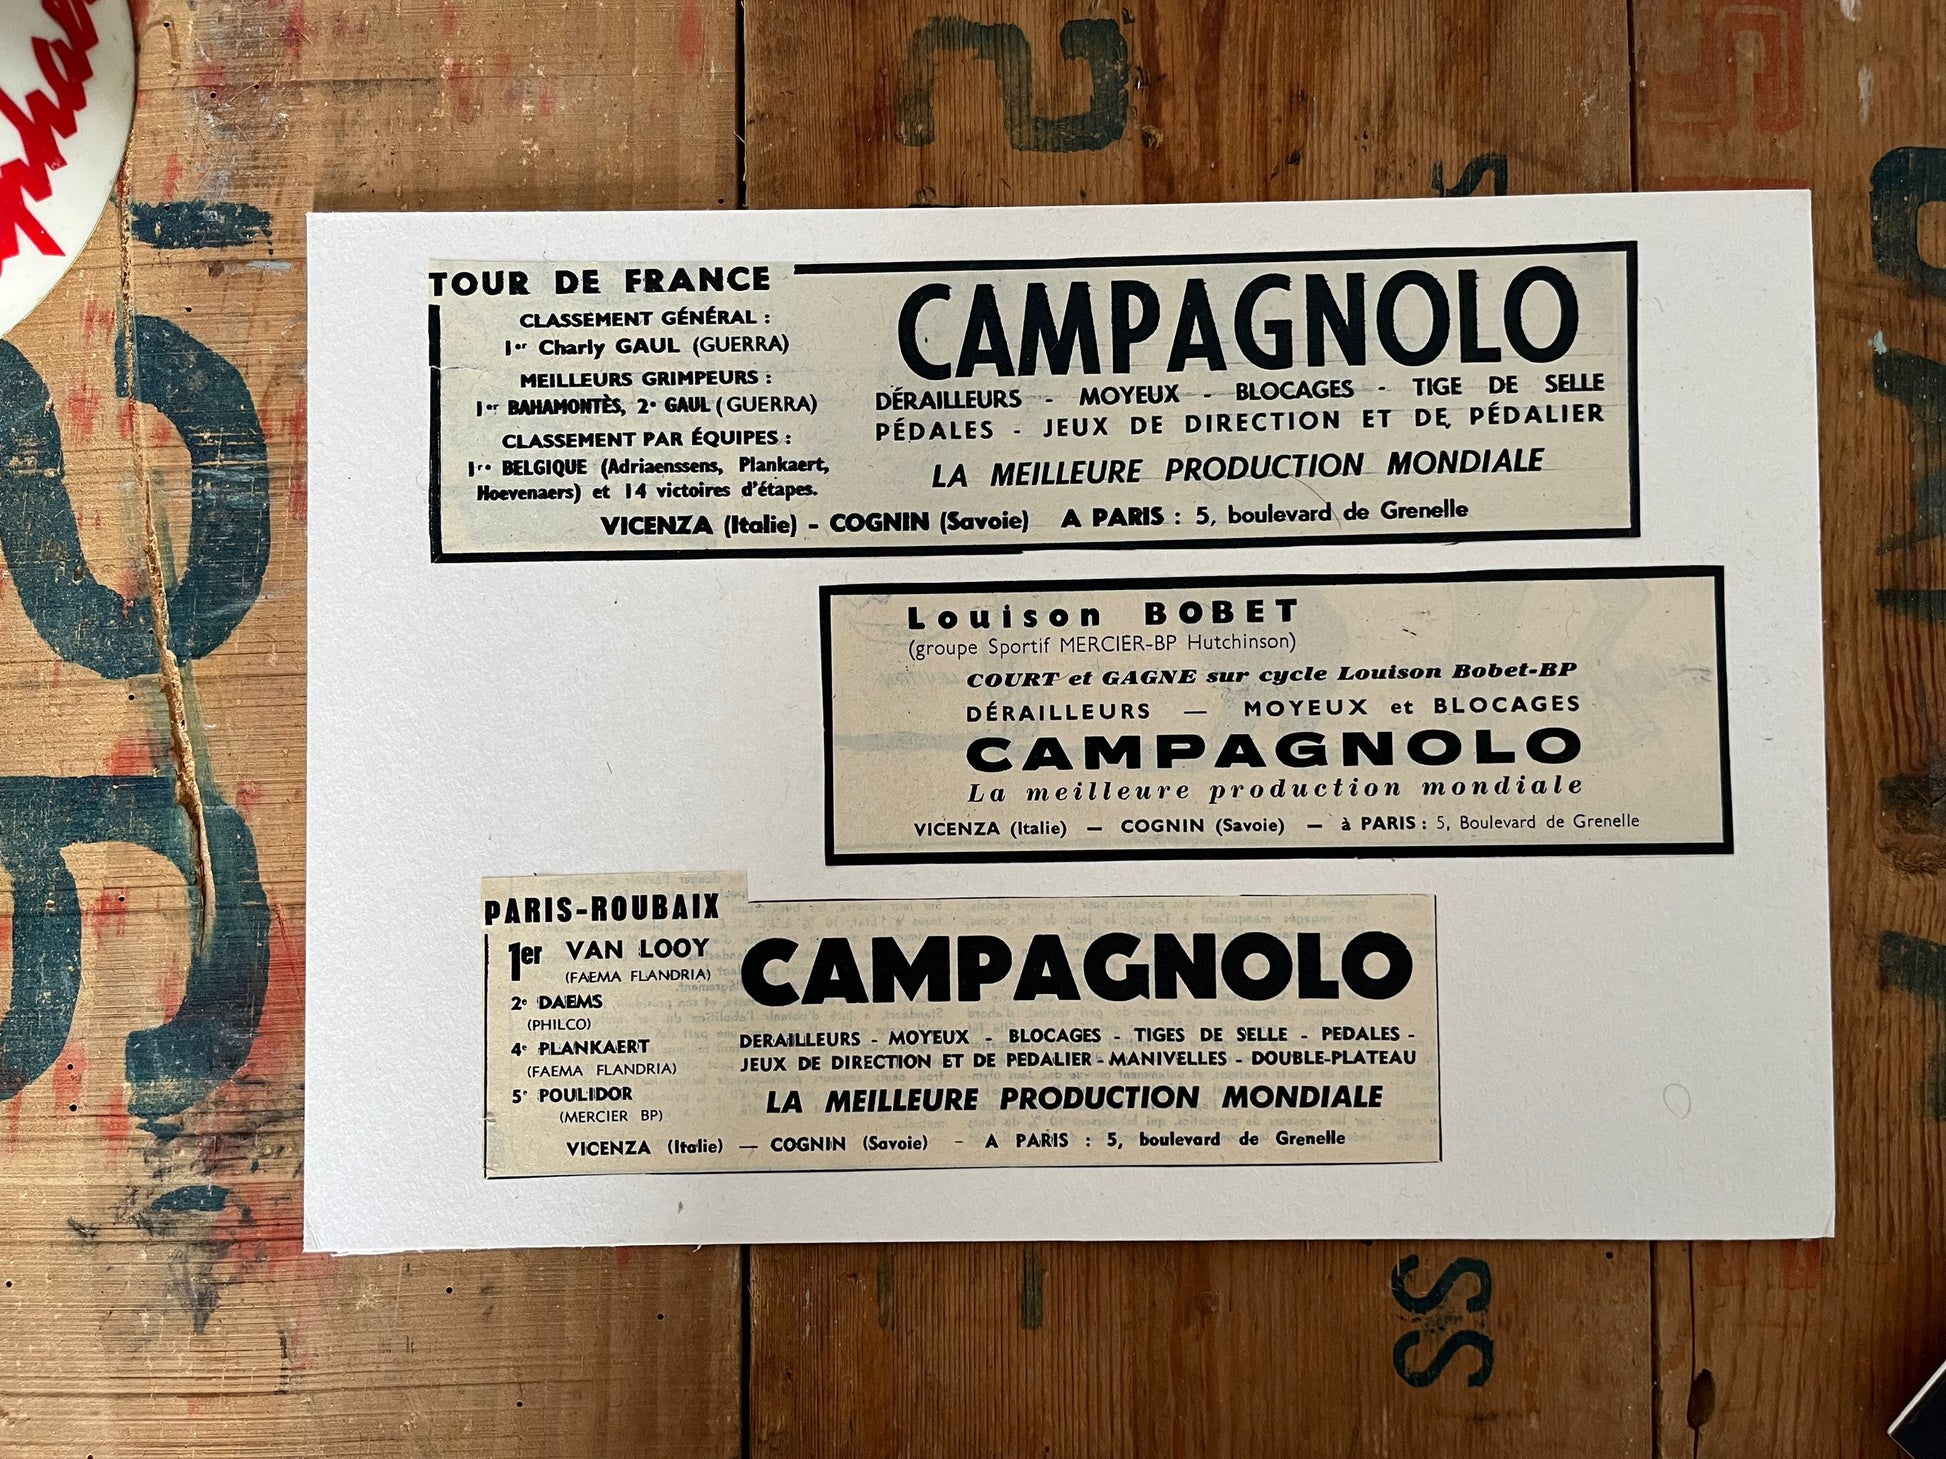 TOUR DE FRANCE
CLASSEMENT GÉNÉRAL :
1er Charly GAUL (GUERRA)
MEILLEURS GRIMPEURS :
1er BAHAMONTÈS, 2e GAUL (GUERRA)
CLASSEMENT PAR ÉQUIPES :
1re BELGIQUE (Adriaenssens, Plankaert,
Hoevenaers) et 14 victoires d'étapes.
CAMPAGNOLO
DÉRAILLEURS - MOYEUX - BLOCAGES - TIGE DE SELLE
PÉDALES - JEUX DE DIRECTION ET DE PÉDALIER
LA MEILLEURE PRODUCTION MONDIALE
VICENZA (Italie) - COGNIN (Savoie) A PARIS : 5, boulevard de Grenelle
Louison BOBET
(groupe Sportif MERCIER-BP Hutchinson)
COURT et GAGNE sur cycle Louison Bobet-BP
DÉRAILLEURS — MOYEUX et BLOCAGES
CAMPAGNOLO
La meilleure production mondiale
VICENZA (Italie) — COGNIN (Savoie) — à PARIS : 5, Boulevard de Grenelle
PARIS-ROUBAIX
1er VAN LOOY
(FAEMA FLANDRIA)
2e DAEMS
(PHILCO)
4e PLANKAERT
(FAEMA FLANDRIA)
5e POULIDOR
(MERCIER BP)
CAMPAGNOLO
DERAILLEURS - MOYEUX - BLOCAGES - TIGES DE SELLE - PEDALES -
JEUX DE DIRECTION ET DE PEDALIER - MANIVELLES - DOUBLE-PLATEAU
LA MEILLEURE PRODUCTION MONDIALE
VICENZA (Italie) — COGNIN (Savoie) - A PARIS : 5, boulevard de Grenelle
SS